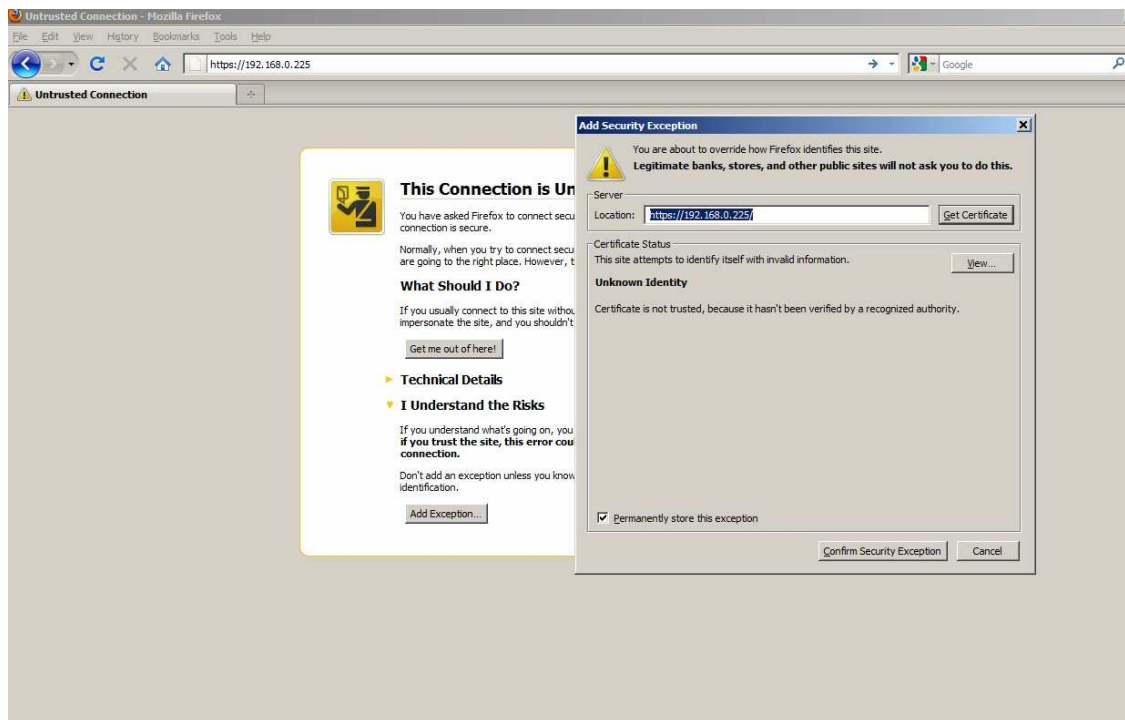 Untrusted Connection - Mozilla Firefox
File Edit View History Bookmarks Tools Help
https://192.168.0.225
Google
Untrusted Connection
This Connection is Un
You have asked Firefox to connect secu
connection is secure.
Normally, when you try to connect secu
are going to the right place. However, t
What Should I Do?
If you usually connect to this site withou
impersonate the site, and you shouldn't
Get me out of here!
Technical Details
I Understand the Risks
If you understand what's going on, you
if you trust the site, this error cou
connection.
Don't add an exception unless you know
identification.
Add Exception...
Add Security Exception
You are about to override how Firefox identifies this site.
Legitimate banks, stores, and other public sites will not ask you to do this.
Server
Location: https://192.168.0.225/ Get Certificate
Certificate Status
This site attempts to identify itself with invalid information.
View...
Unknown Identity
Certificate is not trusted, because it hasn't been verified by a recognized authority.
Permanently store this exception
Confirm Security Exception Cancel